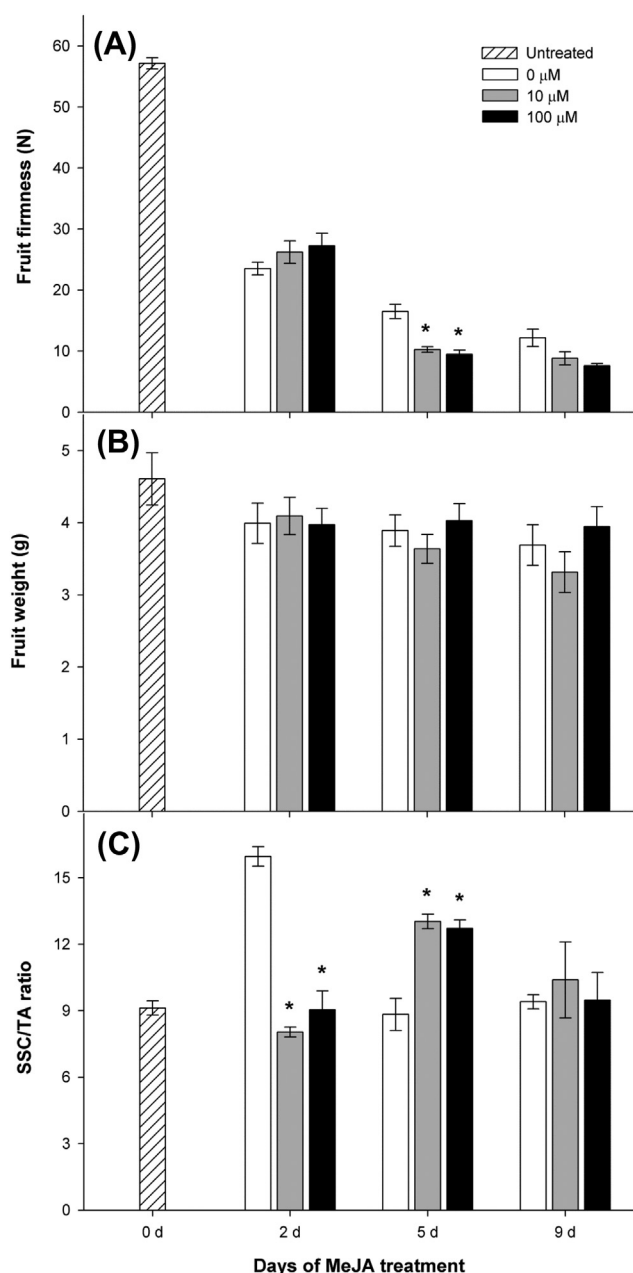 (A)
Untreated
0 μM
10 μM
100 μM
Fruit firmness (N)
60
50
40
30
20
10
0
* *
(B)
Fruit weight (g)
5
4
3
2
1
0
(C)
SSC/TA ratio
15
12
9
6
3
0
* * * *
0 d 2 d 5 d 9 d
Days of MeJA treatment